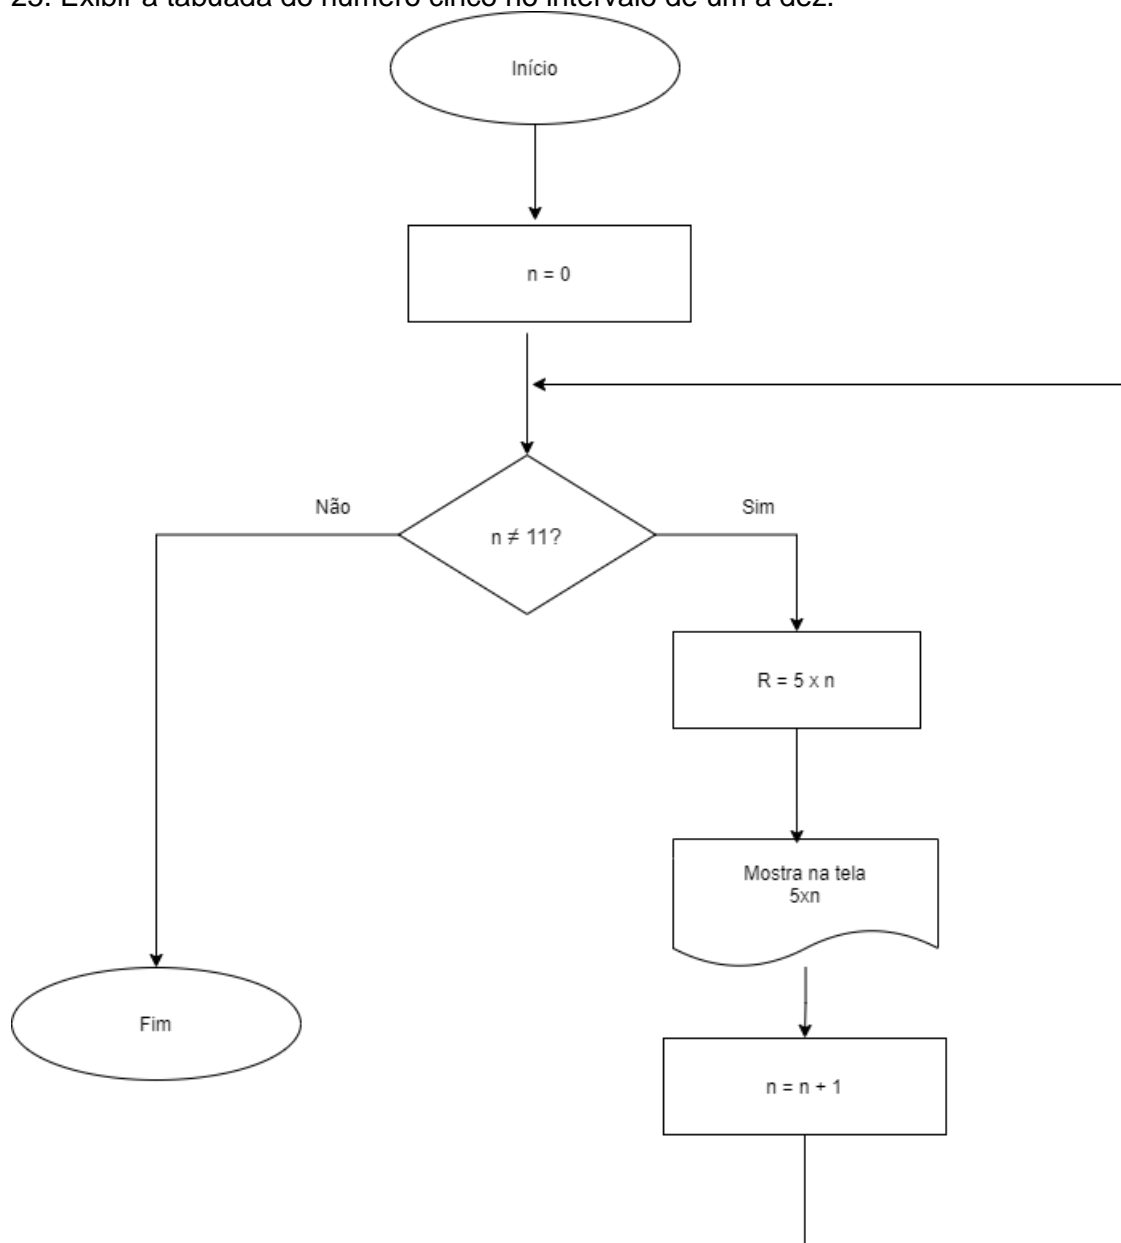 25. Exibir a tabuada do número cinco no intervalo de um a dez.
Início
n = 0
Não
Sim
n ≠ 11?
R = 5 x n
Mostra na tela
5xn
Fim
n = n + 1